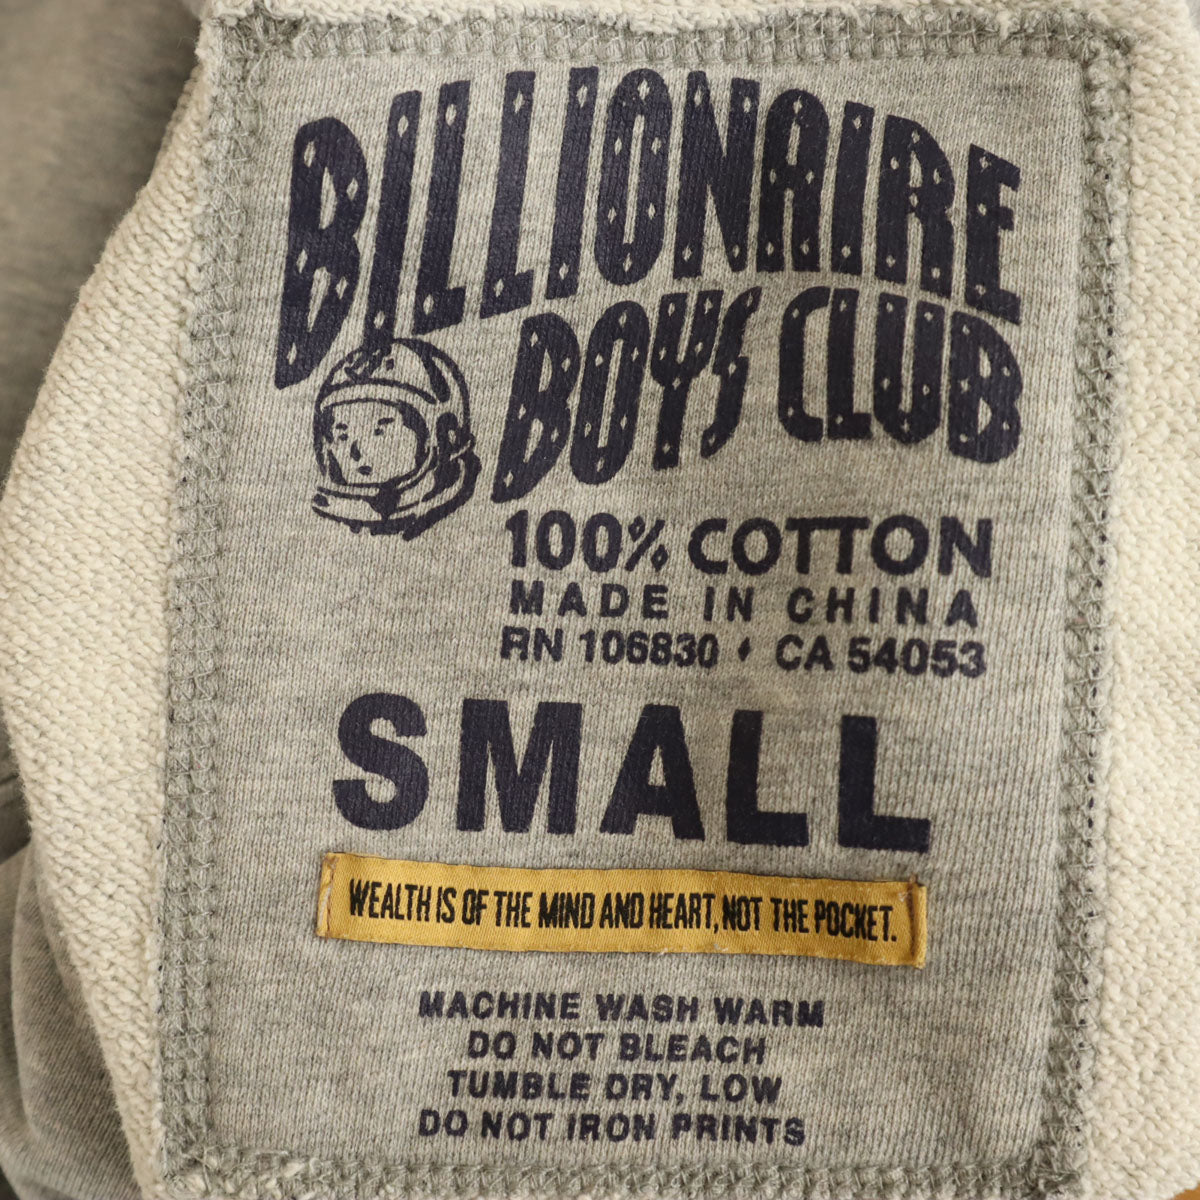 BILLIONAIRE
BOYS CLUB
100% COTTON
MADE IN CHINA
RN 106830 ♦ CA 54053
SMALL
WEALTH IS OF THE MIND AND HEART, NOT THE POCKET.
MACHINE WASH WARM
DO NOT BLEACH
TUMBLE DRY, LOW
DO NOT IRON PRINTS